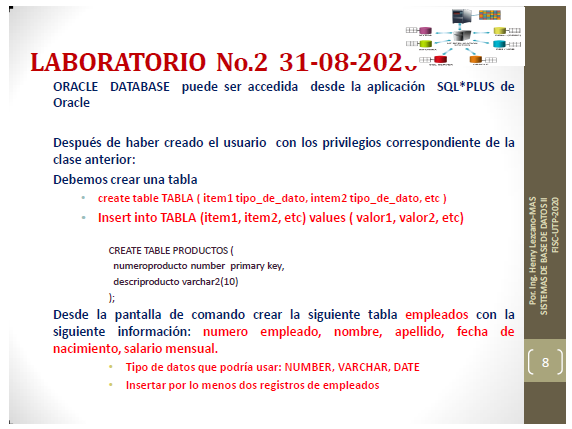 LABORATORIO No.2 31-08-2020
ORACLE DATABASE puede ser accedida desde la aplicación SQL*PLUS de
Oracle
Después de haber creado el usuario con los privilegios correspondiente de la
clase anterior:
Debemos crear una tabla
• create table TABLA ( item1 tipo_de_dato, intem2 tipo_de_dato, etc )
• Insert into TABLA (item1, item2, etc) values ( valor1, valor2, etc)
CREATE TABLE PRODUCTOS (
numeroproducto number primary key,
descriproducto varchar2(10)
);
Desde la pantalla de comando crear la siguiente tabla empleados con la
siguiente información: numero empleado, nombre, apellido, fecha de
nacimiento, salario mensual.
• Tipo de datos que podría usar: NUMBER, VARCHAR, DATE
• Insertar por lo menos dos registros de empleados
Por. Ing. Henry Lezcano-MAS
SISTEMAS DE BASE DE DATOS II
FISC-UTP-2020
8